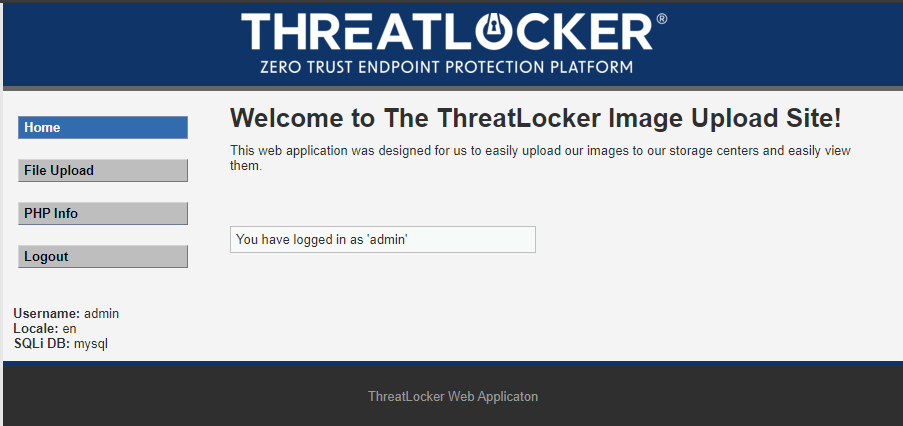 THREATLOCKER®
ZERO TRUST ENDPOINT PROTECTION PLATFORM
Home
File Upload
PHP Info
Logout
Username: admin
Locale: en
SQLi DB: mysql
Welcome to The ThreatLocker Image Upload Site!
This web application was designed for us to easily upload our images to our storage centers and easily view
them.
You have logged in as 'admin'
ThreatLocker Web Applicaton